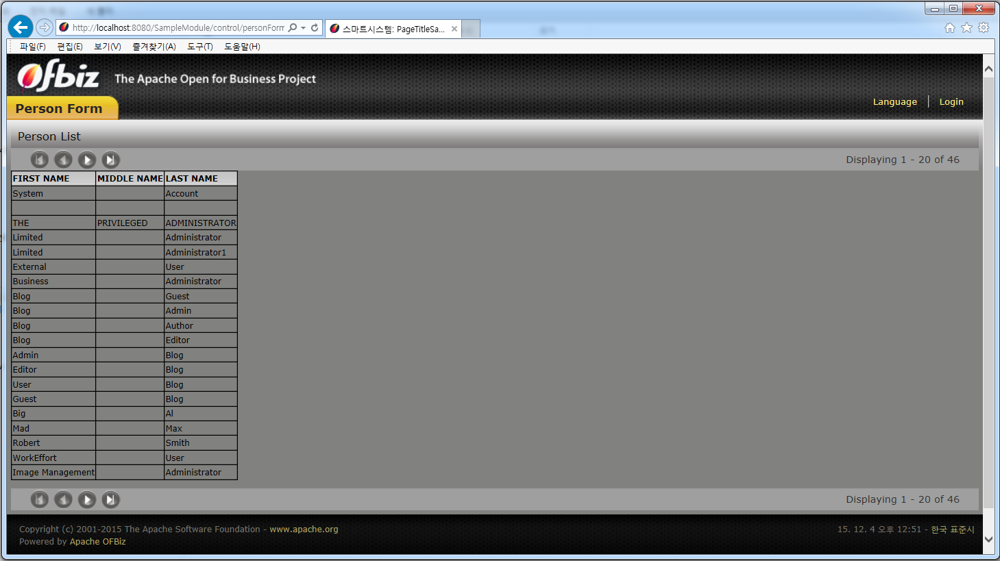 http://localhost:8080/SampleModule/control/personForm
스마트시스템: PageTitleSa...
파일(F) 편집(E) 보기(V) 즐겨찾기(A) 도구(T) 도움말(H)
Ofbiz The Apache Open for Business Project
Person Form
Language | Login
Person List
Displaying 1 - 20 of 46
FIRST NAME MIDDLE NAME LAST NAME
System Account
THE PRIVILEGED ADMINISTRATOR
Limited Administrator
Limited Administrator1
External User
Business Administrator
Blog Guest
Blog Admin
Blog Author
Blog Editor
Admin Blog
Editor Blog
User Blog
Guest Blog
Big Al
Mad Max
Robert Smith
WorkEffort User
Image Management Administrator
Displaying 1 - 20 of 46
Copyright (c) 2001-2015 The Apache Software Foundation - www.apache.org
15. 12. 4 오후 12:51 - 한국 표준시
Powered by Apache OFBiz